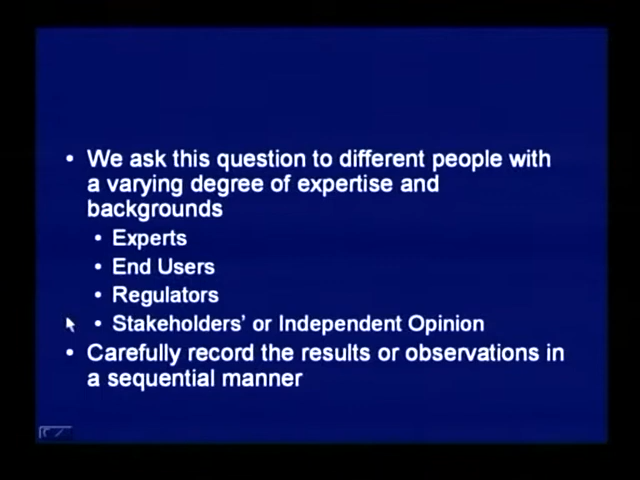 • We ask this question to different people with
a varying degree of expertise and
backgrounds
• Experts
• End Users
• Regulators
• Stakeholders' or Independent Opinion
• Carefully record the results or observations in
a sequential manner